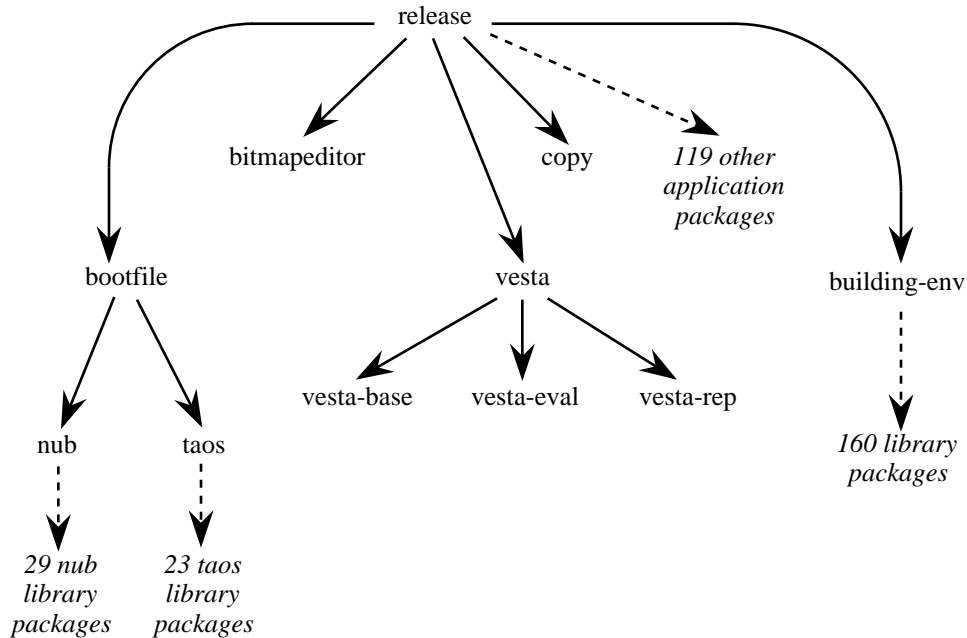 release
bitmapeditor
copy
119 other
application
packages
bootfile
vesta
building-env
vesta-base
vesta-eval
vesta-rep
nub
taos
160 library
packages
29 nub
library
packages
23 taos
library
packages